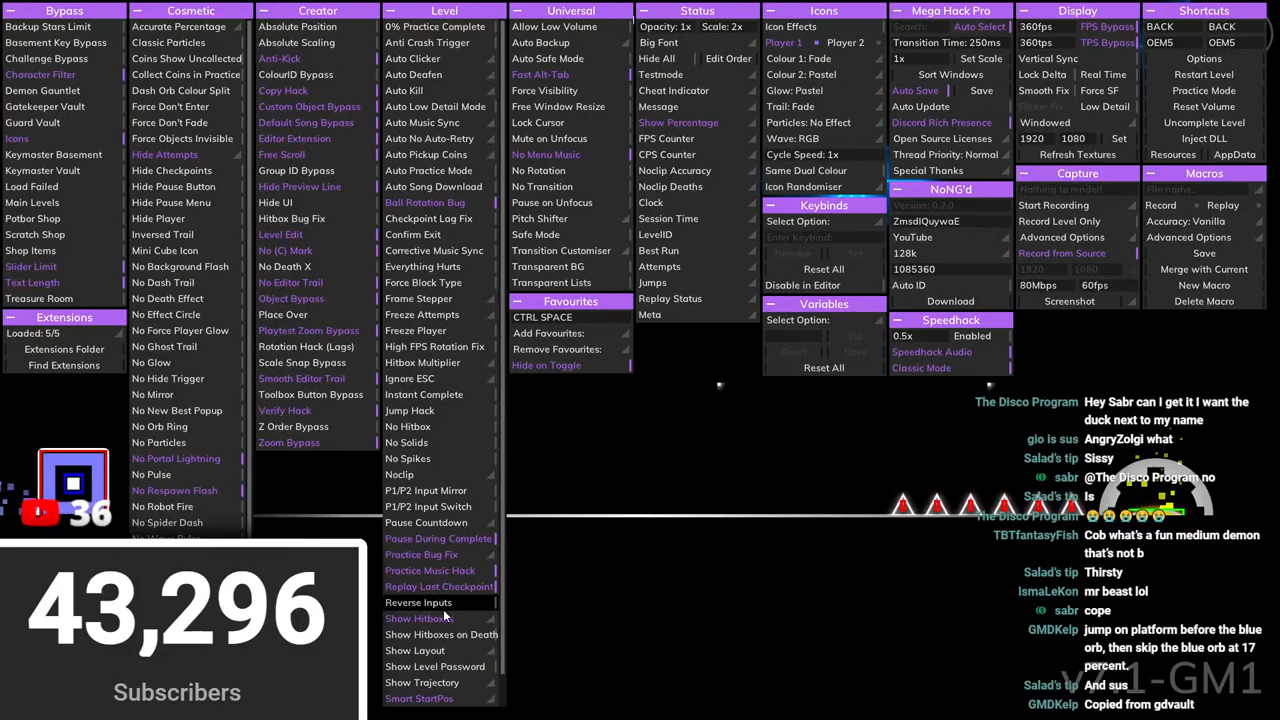 Bypass
Backup Stars Limit
Basement Key Bypass
Challenge Bypass
Character Filter
Demon Gauntlet
Gatekeeper Vault
Guard Vault
Icons
Keymaster Basement
Keymaster Vault
Load Failed
Main Levels
Potbor Shop
Scratch Shop
Shop Items
Slider Limit
Text Length
Treasure Room
Extensions
Loaded: 5/5
Extensions Folder
Find Extensions
Cosmetic
Accurate Percentage
Classic Particles
Coins Show Uncollected
Collect Coins in Practice
Dash Orb Colour Split
Force Don't Enter
Force Don't Fade
Force Objects Invisible
Hide Attempts
Hide Checkpoints
Hide Pause Button
Hide Pause Menu
Hide Player
Inversed Trail
Mini Cube Icon
No Background Flash
No Dash Trail
No Death Effect
No Effect Circle
No Force Player Glow
No Ghost Trail
No Glow
No Hide Trigger
No Mirror
No New Best Popup
No Orb Ring
No Particles
No Portal Lightning
No Pulse
No Respawn Flash
No Robot Fire
No Spider Dash
Creator
Absolute Position
Absolute Scaling
Anti-Kick
ColourID Bypass
Copy Hack
Custom Object Bypass
Default Song Bypass
Editor Extension
Free Scroll
Group ID Bypass
Hide Preview Line
Hide UI
Hitbox Bug Fix
Level Edit
No (C) Mark
No Death X
No Editor Trail
Object Bypass
Place Over
Playtest Zoom Bypass
Rotation Hack (Lags)
Scale Snap Bypass
Smooth Editor Trail
Toolbox Button Bypass
Verify Hack
Z Order Bypass
Zoom Bypass
Level
0% Practice Complete
Anti Crash Trigger
Auto Clicker
Auto Deafen
Auto Kill
Auto Low Detail Mode
Auto Music Sync
Auto No Auto-Retry
Auto Pickup Coins
Auto Practice Mode
Auto Song Download
Ball Rotation Bug
Checkpoint Lag Fix
Confirm Exit
Corrective Music Sync
Everything Hurts
Force Block Type
Frame Stepper
Freeze Attempts
Freeze Player
High FPS Rotation Fix
Hitbox Multiplier
Ignore ESC
Instant Complete
Jump Hack
No Hitbox
No Solids
No Spikes
Noclip
P1/P2 Input Mirror
P1/P2 Input Switch
Pause Countdown
Pause During Complete
Practice Bug Fix
Practice Music Hack
Replay Last Checkpoint
Reverse Inputs
Show Hitboxes
Show Hitboxes on Death
Show Layout
Show Level Password
Show Trajectory
Smart StartPos
Universal
Allow Low Volume
Auto Backup
Auto Safe Mode
Fast Alt-Tab
Force Visibility
Free Window Resize
Lock Cursor
Mute on Unfocus
No Menu Music
No Rotation
No Transition
Pause on Unfocus
Pitch Shifter
Safe Mode
Transition Customiser
Transparent BG
Transparent Lists
Favourites
CTRL SPACE
Add Favourites:
Remove Favourites:
Hide on Toggle
Status
Opacity: 1x Scale: 2x
Big Font
Hide All Edit Order
Testmode
Cheat Indicator
Message
Show Percentage
FPS Counter
CPS Counter
Noclip Accuracy
Noclip Deaths
Clock
Session Time
LevelID
Best Run
Attempts
Jumps
Replay Status
Meta
Icons
Icon Effects
Player 1 Player 2
Colour 1: Fade
Colour 2: Pastel
Glow: Pastel
Trail: Fade
Particles: No Effect
Wave: RGB
Cycle Speed: 1x
Same Dual Colour
Icon Randomiser
Keybinds
Select Option:
Enter Keybind:
Remove Set
Reset All
Disable in Editor
Variables
Select Option:
Reset Save
Reset All
Mega Hack Pro
Search: Auto Select
Transition Time: 250ms
1x Set Scale
Sort Windows
Auto Save Save
Auto Update
Discord Rich Presence
Open Source Licenses
Thread Priority: Normal
Special Thanks
NoNG'd
Version: 0.2.0
ZmsdIQuywaE
YouTube
128k
1085360
Auto ID
Download
Speedhack
0.5x Enabled
Speedhack Audio
Classic Mode
Display
360fps FPS Bypass
360tps TPS Bypass
Vertical Sync
Lock Delta Real Time
Smooth Fix Force SF
Flicker Fix Low Detail
Windowed
1920 1080 Set
Refresh Textures
Capture
Nothing to render!
Start Recording
Record Level Only
Advanced Options
Record from Source
1920 1080
80Mbps 60fps
Screenshot
Shortcuts
BACK BACK
OEM5 OEM5
Options
Restart Level
Practice Mode
Reset Volume
Uncomplete Level
Inject DLL
Resources AppData
Macros
File name...
Record Replay
Accuracy: Vanilla
Advanced Options
Save
Merge with Current
New Macro
Delete Macro
36
43,296
Subscribers
The Disco Program Hey Sabr can I get it I want the
duck next to my name
gio is sus AngryZolgi what
Salad's tip Sissy
sabr @The Disco Program no
Salad's tip Is
The Disco Program
TBTfantasyFish Cob what's a fun medium demon
that's not b
Salad's tip Thirsty
IsmaLeKon mr beast lol
sabr cope
GMDKelp jump on platform before the blue
orb, then skip the blue orb at 17
percent.
Salad's tip And sus
GMDKelp Copied from gdvault
v7.1-GM1